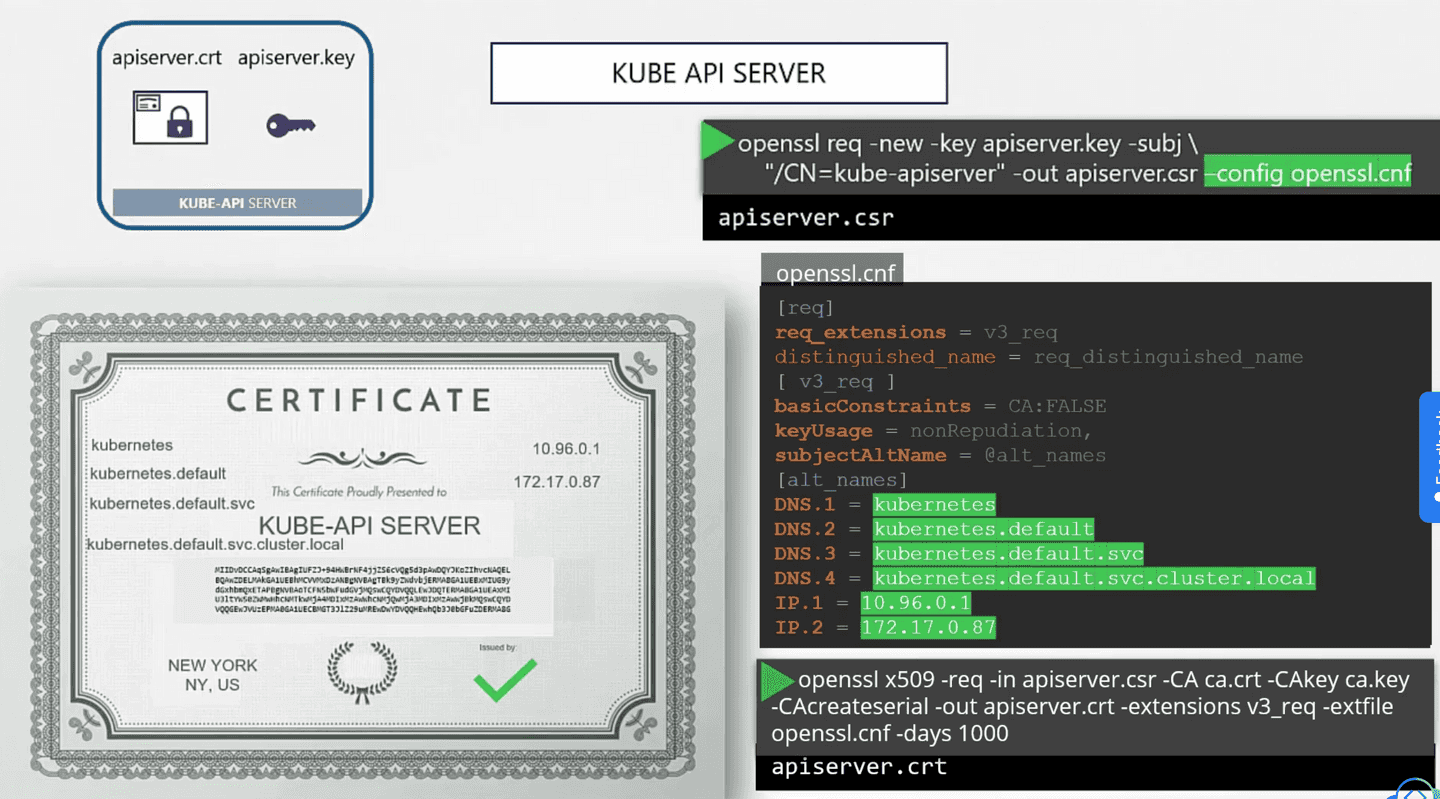 apiserver.crt apiserver.key
KUBE-API SERVER
KUBE API SERVER
openssl req -new -key apiserver.key -subj \
"/CN=kube-apiserver" -out apiserver.csr –config openssl.cnf
apiserver.csr
openssl.cnf
[req]
req_extensions = v3_req
distinguished_name = req_distinguished_name
[ v3_req ]
basicConstraints = CA:FALSE
keyUsage = nonRepudiation,
subjectAltName = @alt_names
[alt_names]
DNS.1 = kubernetes
DNS.2 = kubernetes.default
DNS.3 = kubernetes.default.svc
DNS.4 = kubernetes.default.svc.cluster.local
IP.1 = 10.96.0.1
IP.2 = 172.17.0.87
openssl x509 -req -in apiserver.csr -CA ca.crt -CAkey ca.key
-CAcreateserial -out apiserver.crt -extensions v3_req -extfile
openssl.cnf -days 1000
apiserver.crt
CERTIFICATE
kubernetes
kubernetes.default
kubernetes.default.svc
kubernetes.default.svc.cluster.local
10.96.0.1
172.17.0.87
This Certificate Proudly Presented to
KUBE-API SERVER
NEW YORK
NY, US
Issued by: